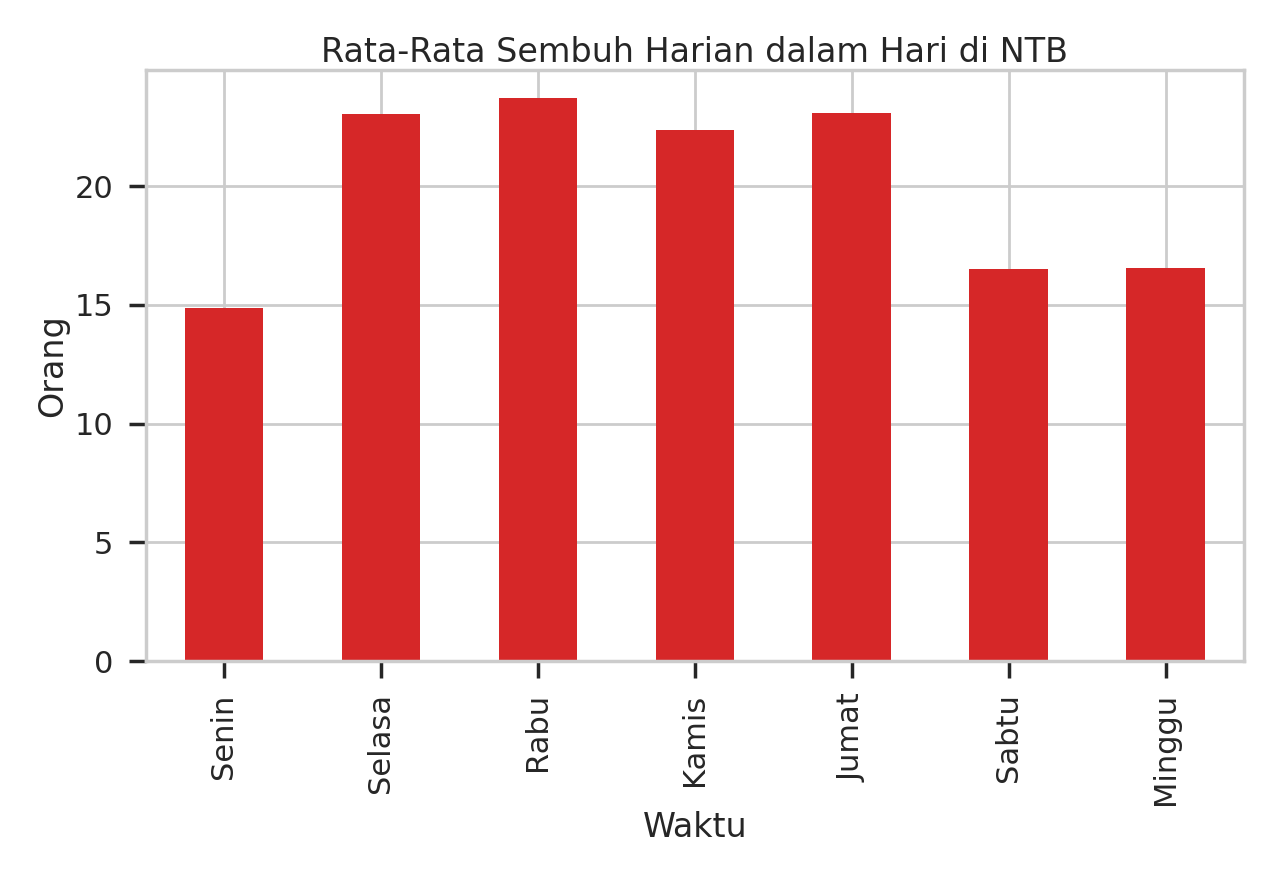 Rata-Rata Sembuh Harian dalam Hari di NTB
Orang
20
15
10
5
0
Senin
Selasa
Rabu
Kamis
Jumat
Sabtu
Minggu
Waktu